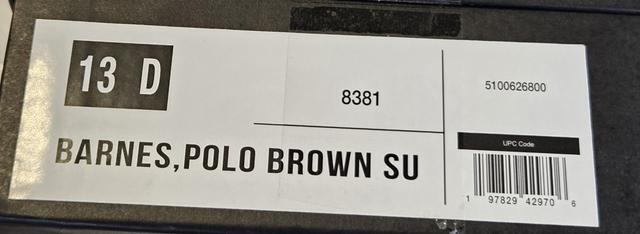 13 D
8381
5100626800
BARNES,POLO BROWN SU
UPC Code
1 97829 42970 6